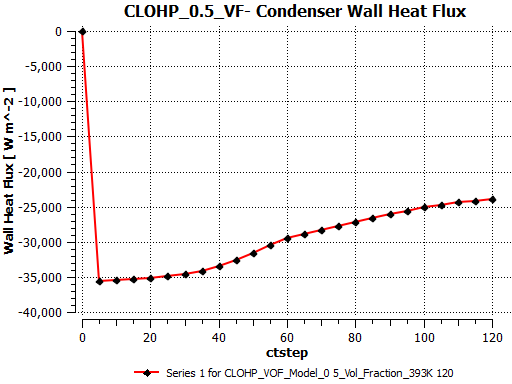 CLOHP_0.5_VF- Condenser Wall Heat Flux
Wall Heat Flux [ W m^-2 ]
0
-5,000
-10,000
-15,000
-20,000
-25,000
-30,000
-35,000
-40,000
0 20 40 60 80 100 120
ctstep
Series 1 for CLOHP_VOF_Model_0 5_Vol_Fraction_393K 120